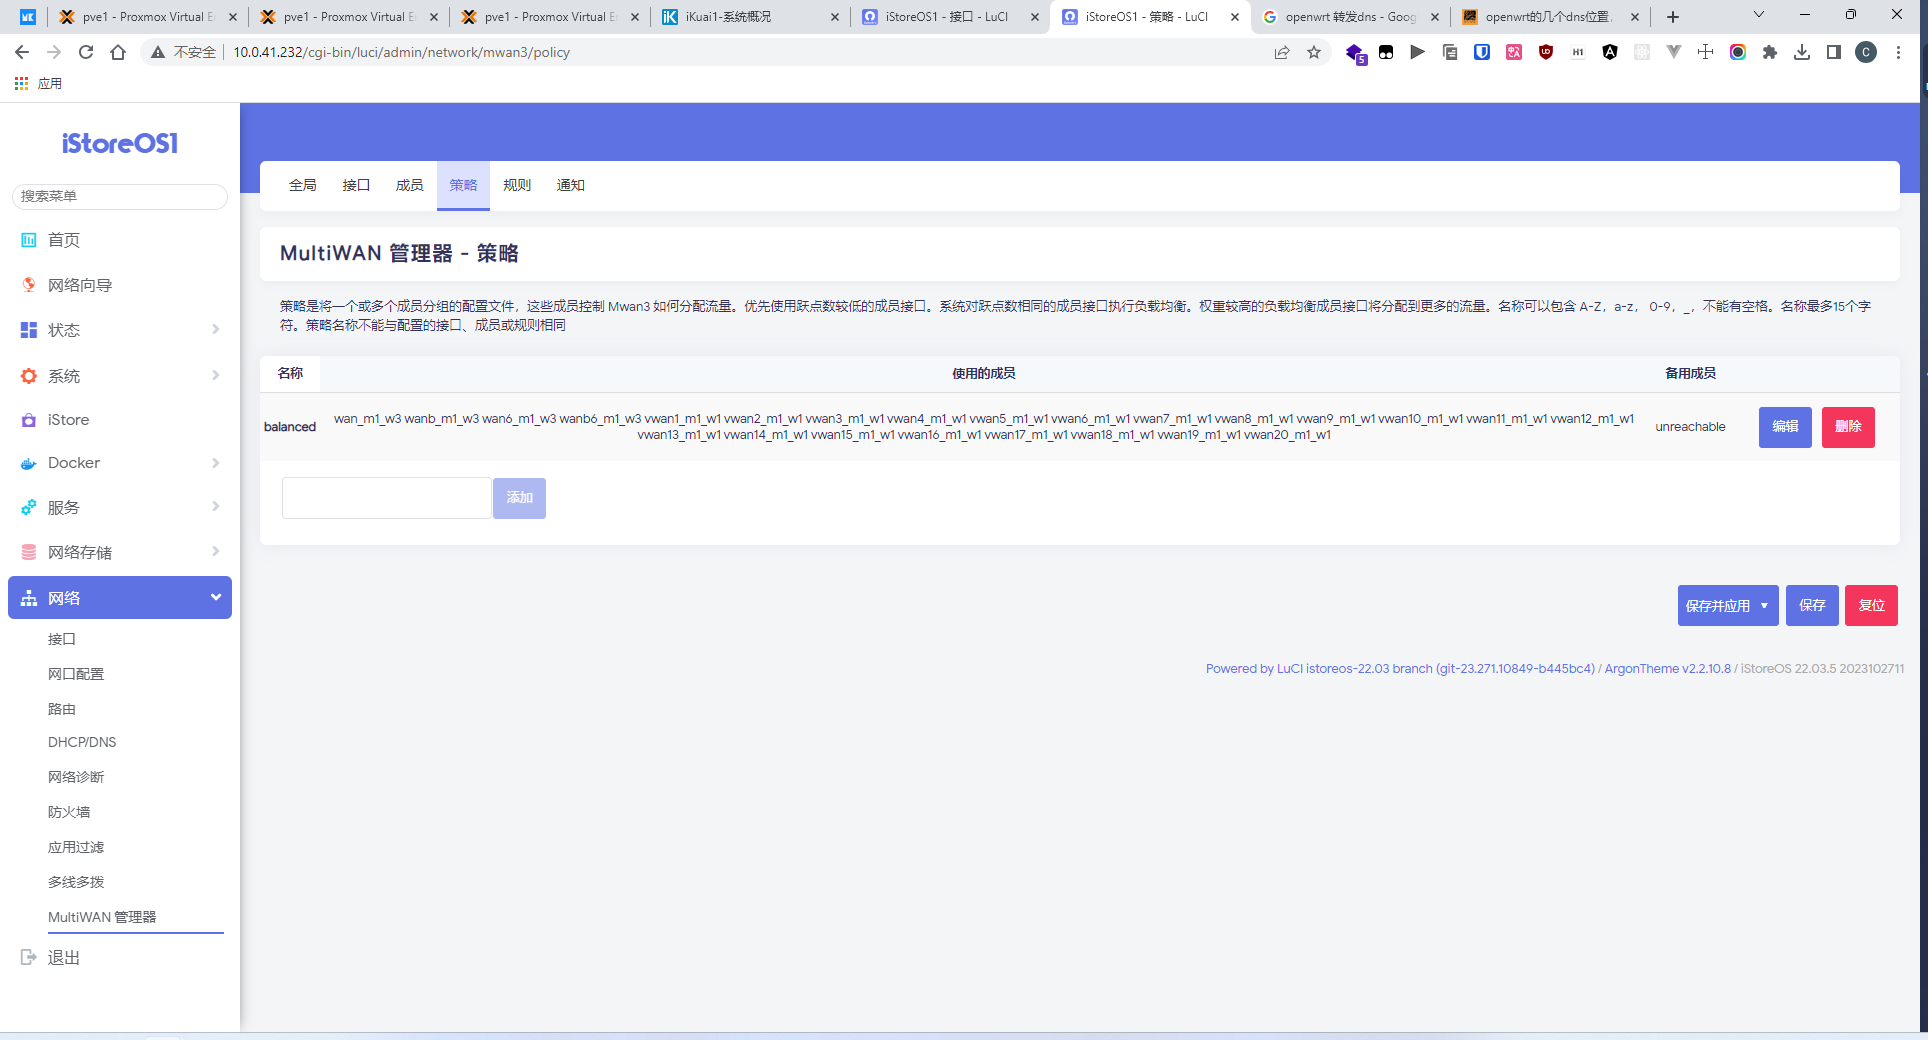 pve1 - Proxmox Virtual E
pve1 - Proxmox Virtual E
pve1 - Proxmox Virtual E
iKuai1-系统概况
iStoreOS1 - 接口 - LuCI
iStoreOS1 - 策略 - LuCI
openwrt 转发dns - Goog
openwrt的几个dns位置
不安全
10.0.41.232/cgi-bin/luci/admin/network/mwan3/policy
5
H1
C
应用
iStoreOS1
搜索菜单
首页
网络向导
状态
系统
iStore
Docker
服务
网络存储
网络
接口
网口配置
路由
DHCP/DNS
网络诊断
防火墙
应用过滤
多线多拨
MultiWAN 管理器
退出
全局
接口
成员
策略
规则
通知
MultiWAN 管理器 - 策略
策略是将一个或多个成员分组的配置文件，这些成员控制 Mwan3 如何分配流量。优先使用跃点数较低的成员接口。系统对跃点数相同的成员接口执行负载均衡。权重较高的负载均衡成员接口将分配到更多的流量。名称可以包含 A-Z，a-z， 0-9，_，不能有空格。名称最多15个字
符。策略名称不能与配置的接口、成员或规则相同
名称
使用的成员
备用成员
balanced
wan_m1_w3 wanb_m1_w3 wan6_m1_w3 wanb6_m1_w3 vwan1_m1_w1 vwan2_m1_w1 vwan3_m1_w1 vwan4_m1_w1 vwan5_m1_w1 vwan6_m1_w1 vwan7_m1_w1 vwan8_m1_w1 vwan9_m1_w1 vwan10_m1_w1 vwan11_m1_w1 vwan12_m1_w1
vwan13_m1_w1 vwan14_m1_w1 vwan15_m1_w1 vwan16_m1_w1 vwan17_m1_w1 vwan18_m1_w1 vwan19_m1_w1 vwan20_m1_w1
unreachable
编辑
删除
添加
保存并应用
保存
复位
Powered by LuCI istoreos-22.03 branch (git-23.271.10849-b445bc4) / ArgonTheme v2.2.10.8 / iStoreOS 22.03.5 2023102711